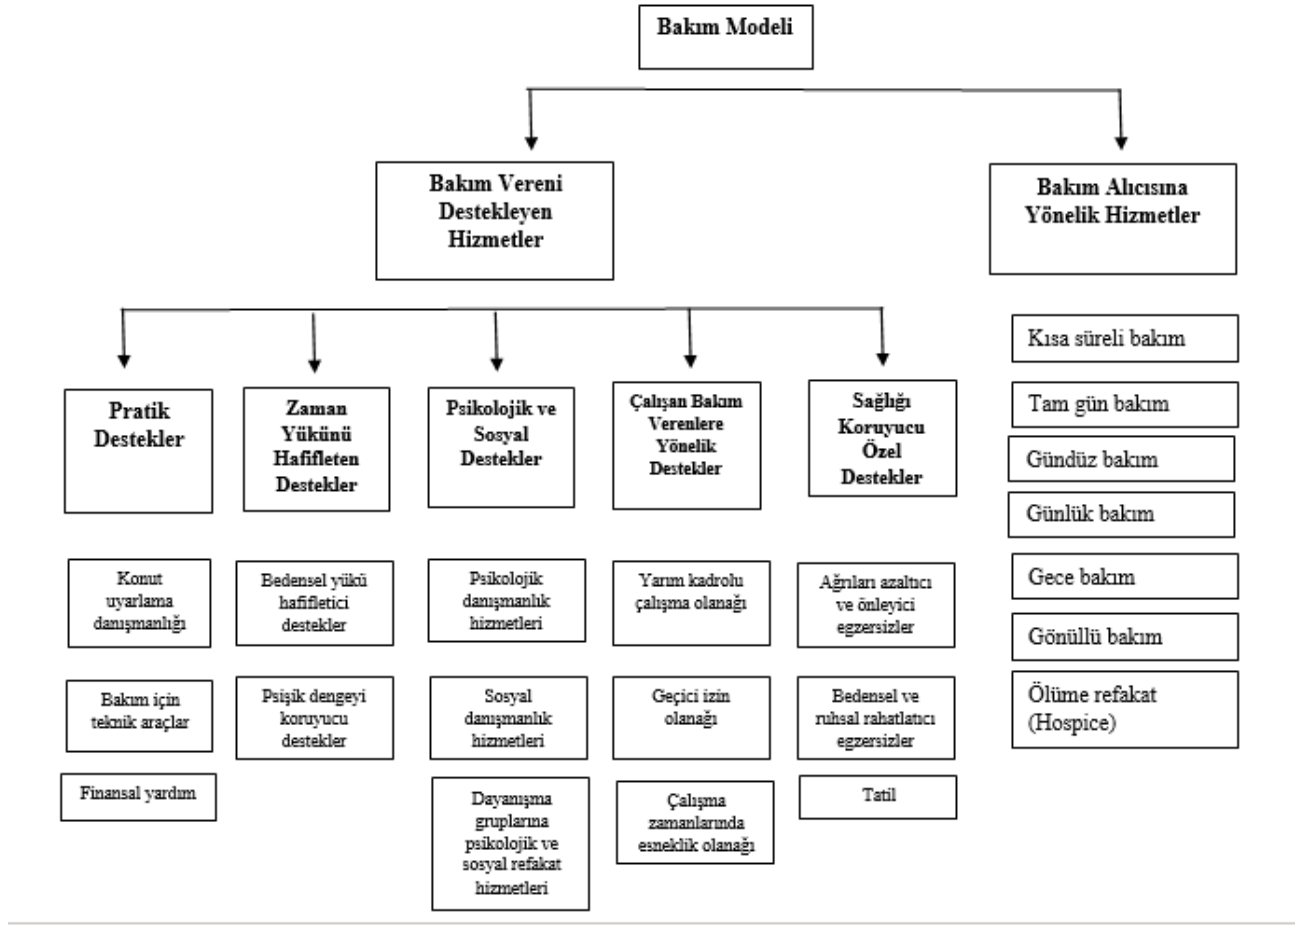 Bakım Modeli
Bakım Vereni
Destekleyen
Hizmetler
Bakım Alıcısına
Yönelik Hizmetler
Pratik
Destekler
Zaman
Yükünü
Hafifleten
Destekler
Psikolojik ve
Sosyal
Destekler
Çalışan Bakım
Verenlere
Yönelik
Destekler
Sağlığı
Koruyucu
Özel
Destekler
Konut
uyarlama
danışmanlığı
Bakım için
teknik araçlar
Finansal yardım
Bedensel yükü
hafifletici
destekler
Psişik dengeyi
koruyucu
destekler
Psikolojik
danışmanlık
hizmetleri
Sosyal
danışmanlık
hizmetleri
Dayanışma
gruplarına
psikolojik ve
sosyal refakat
hizmetleri
Yarım kadrolu
çalışma olanağı
Geçici izin
olanağı
Çalışma
zamanlarında
esneklik olanağı
Ağrıları azaltıcı
ve önleyici
egzersizler
Bedensel ve
ruhsal rahatlatıcı
egzersizler
Tatil
Kısa süreli bakım
Tam gün bakım
Gündüz bakım
Günlük bakım
Gece bakım
Gönüllü bakım
Ölüme refakat
(Hospice)